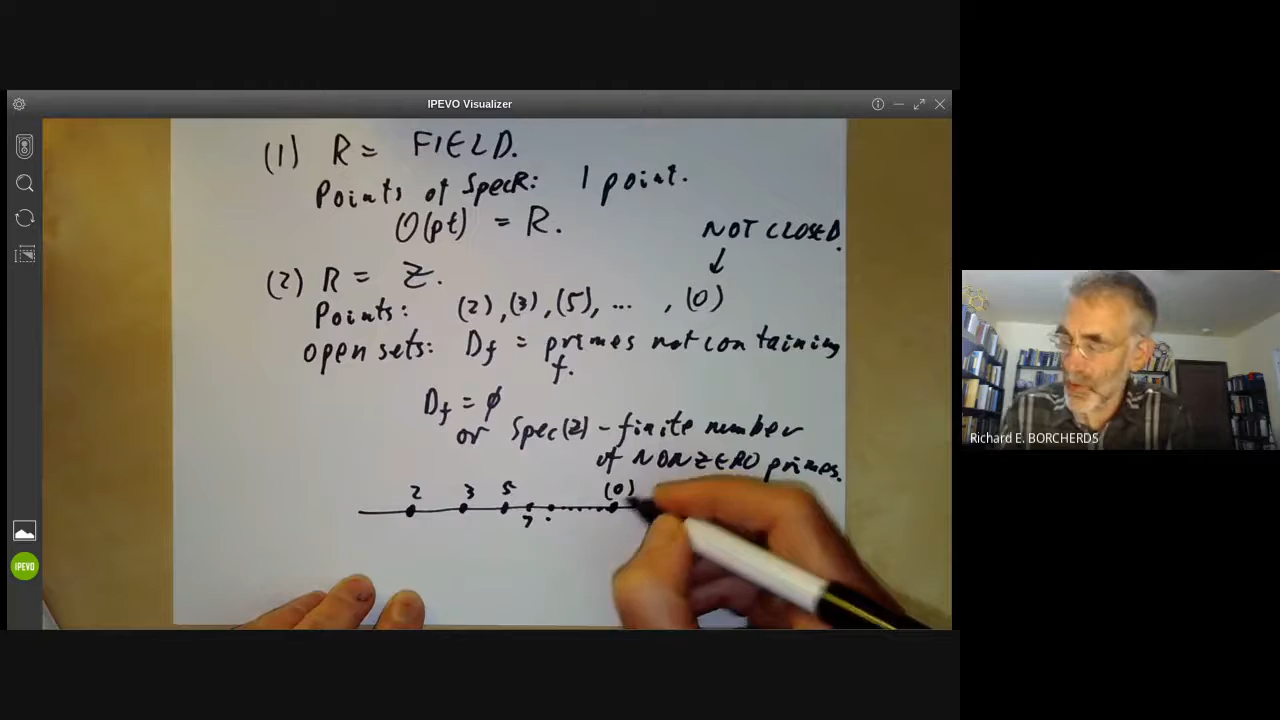 IPEVO Visualizer
(1) R = FIELD.
Points of SpecR: 1 point.
O(pt) = R.
NOT CLOSED.
↓
(2) R = Z.
Points: (2), (3), (5), ... , (0)
open sets: Df = primes not containing
f.
Df = ∅
or Spec(Z) - finite number
of NONZERO primes.
2 3 5 (0)
7
Richard E. BORCHERDS
IPEVO